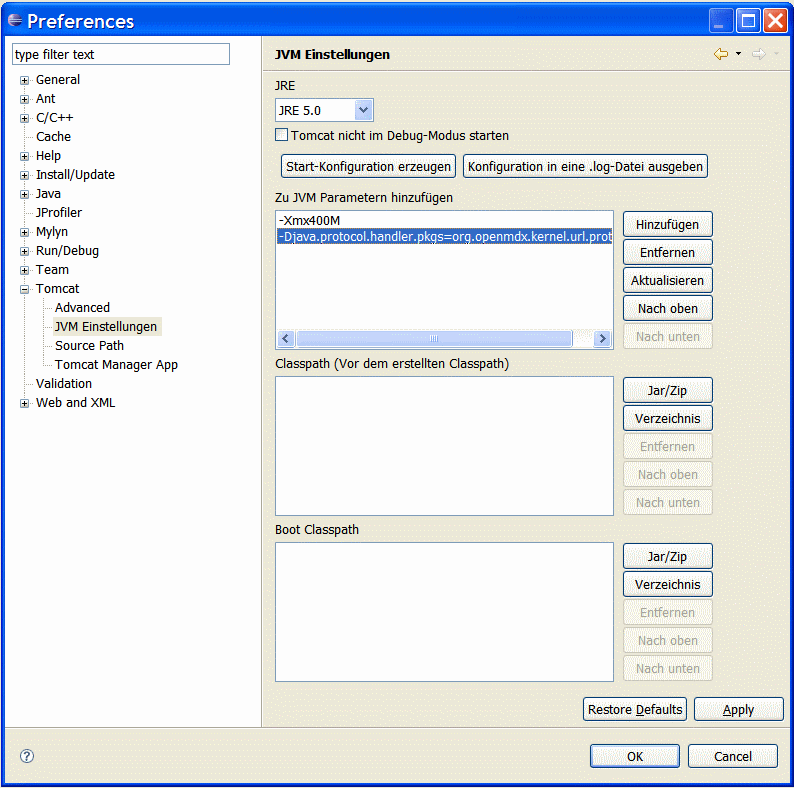 Preferences
type filter text
General
Ant
C/C++
Cache
Help
Install/Update
Java
JProfiler
Mylyn
Run/Debug
Team
Tomcat
Advanced
JVM Einstellungen
Source Path
Tomcat Manager App
Validation
Web and XML
JVM Einstellungen
JRE
JRE 5.0
Tomcat nicht im Debug-Modus starten
Start-Konfiguration erzeugen
Konfiguration in eine .log-Datei ausgeben
Zu JVM Parametern hinzufügen
-Xmx400M
-Djava.protocol.handler.pkgs=org.openmdx.kernel.url.prot
Hinzufügen
Entfernen
Aktualisieren
Nach oben
Nach unten
Classpath (Vor dem erstellten Classpath)
Jar/Zip
Verzeichnis
Entfernen
Nach oben
Nach unten
Boot Classpath
Jar/Zip
Verzeichnis
Entfernen
Nach oben
Nach unten
Restore Defaults
Apply
?
OK
Cancel